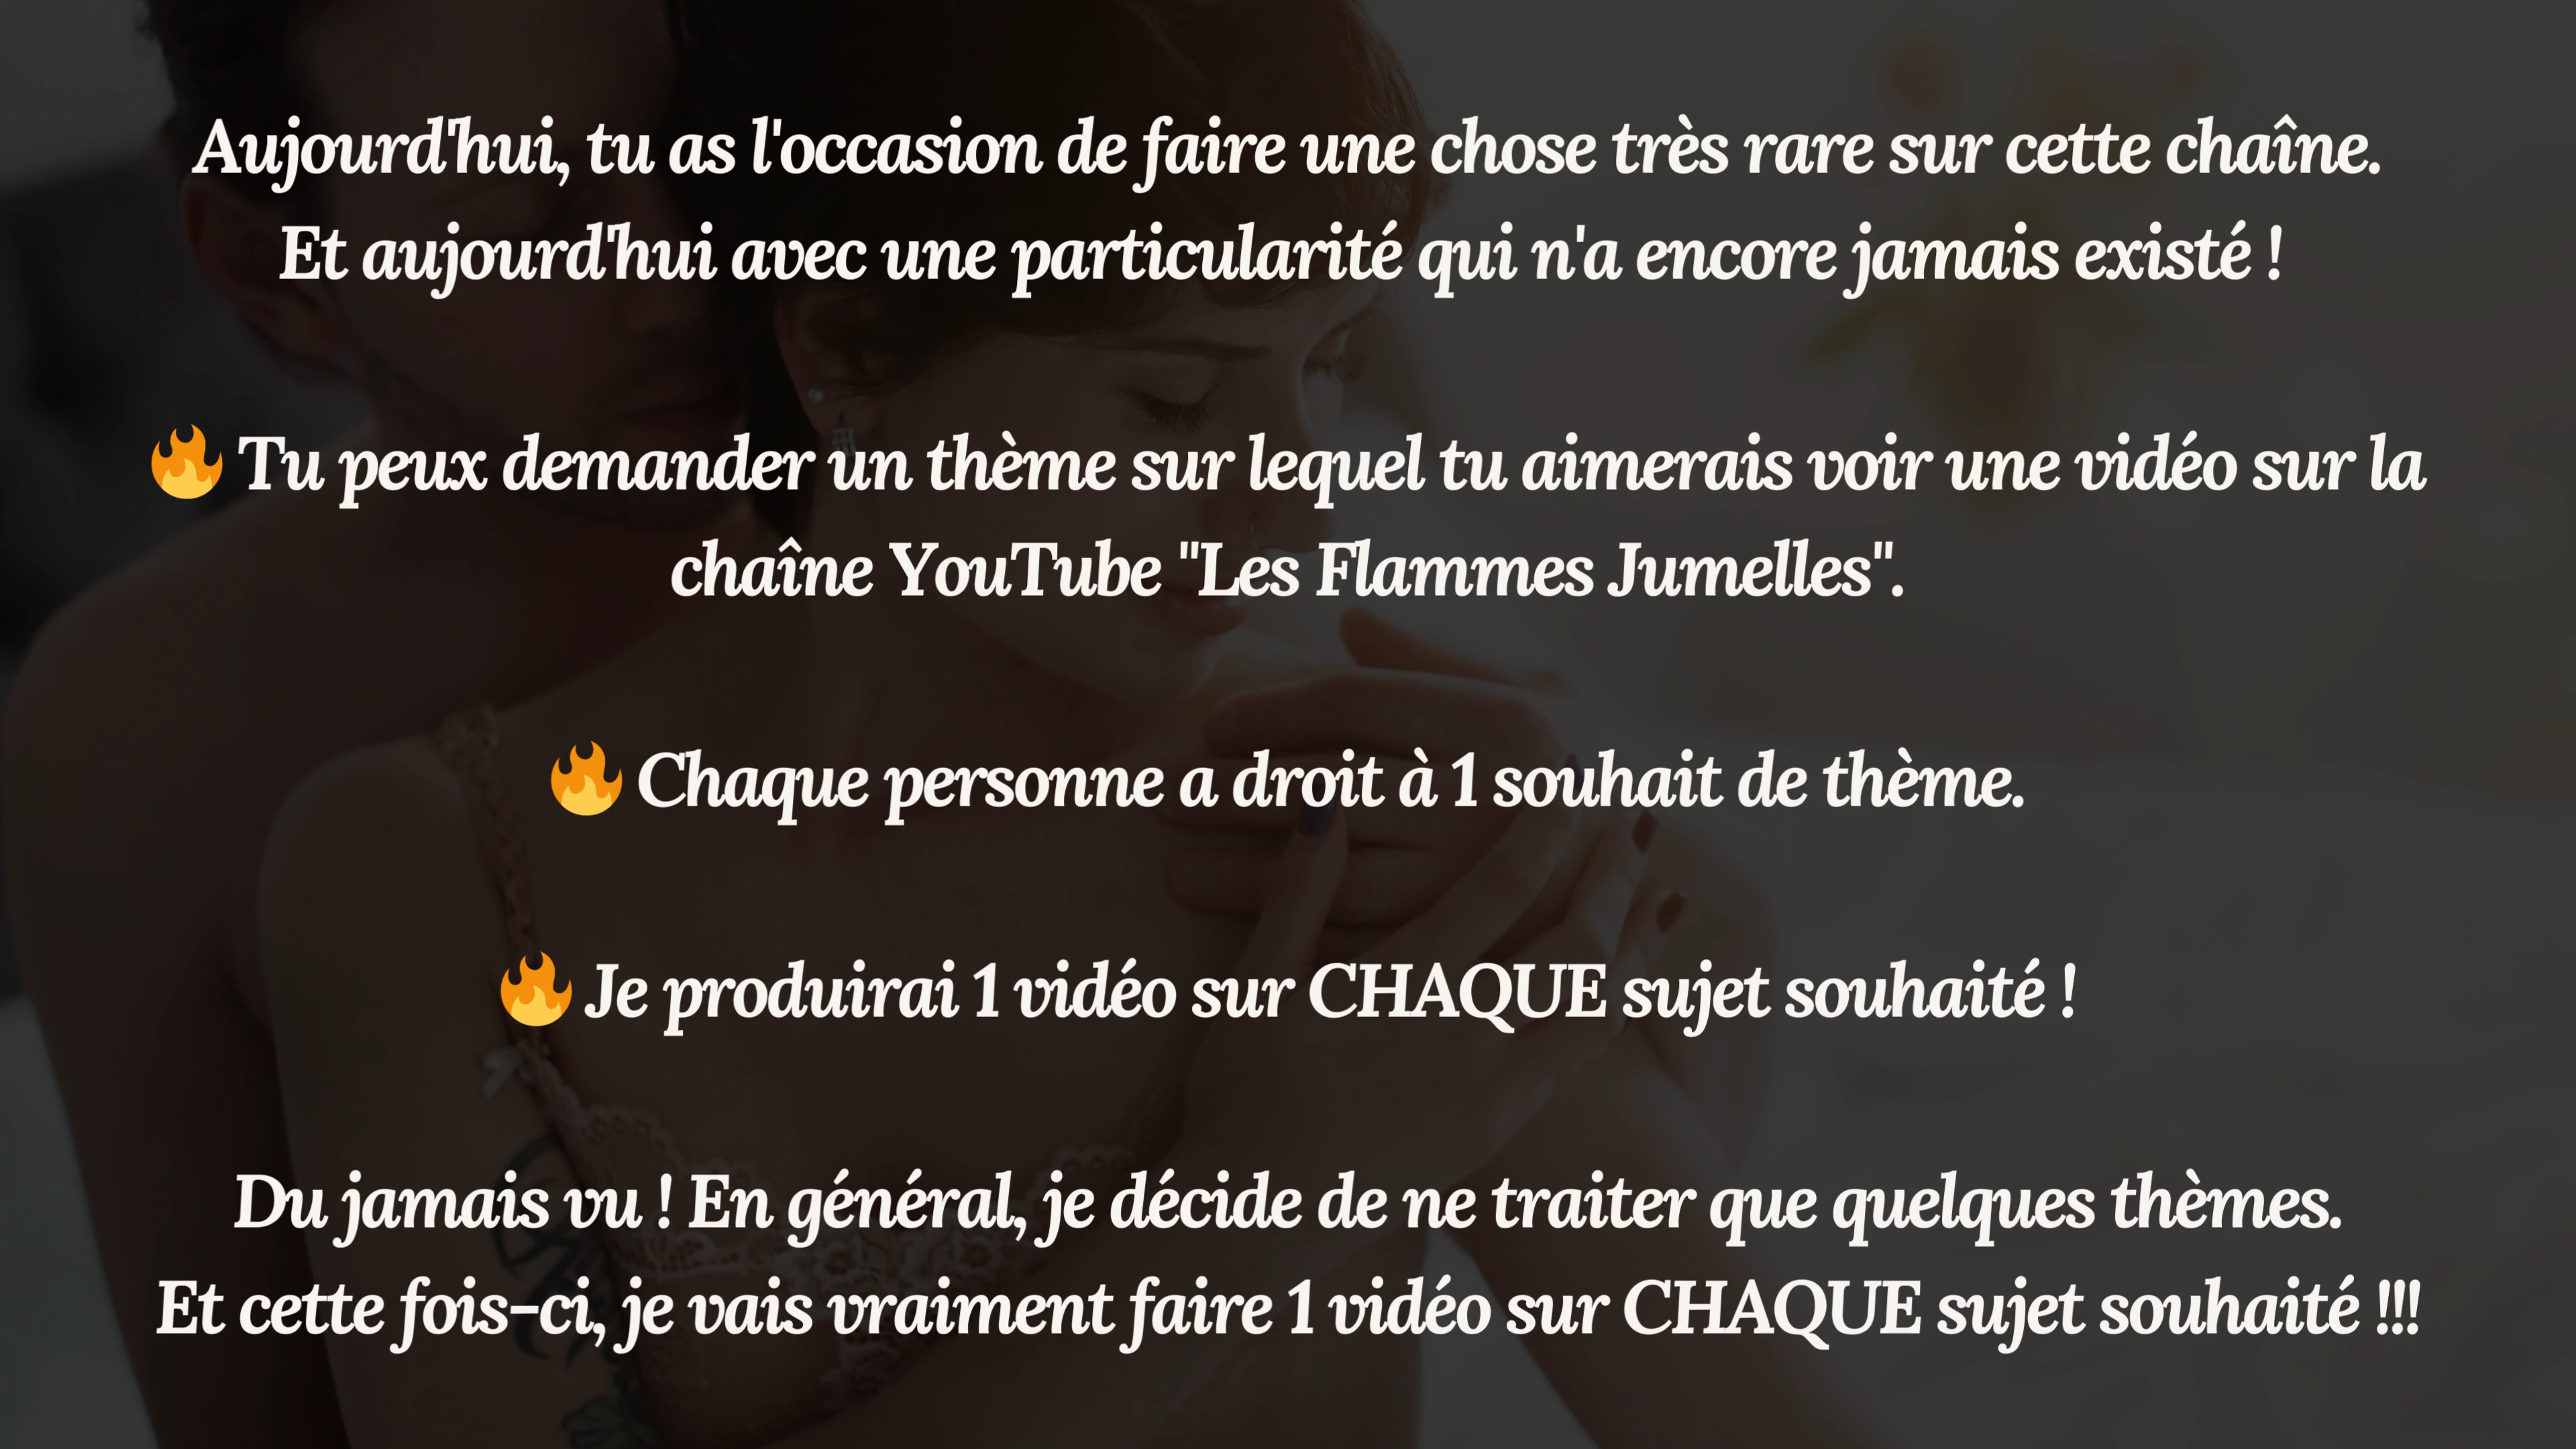 Aujourd'hui, tu as l'occasion de faire une chose très rare sur cette chaîne.
Et aujourd'hui avec une particularité qui n'a encore jamais existé !
🔥 Tu peux demander un thème sur lequel tu aimerais voir une vidéo sur la
chaîne YouTube "Les Flammes Jumelles".
🔥 Chaque personne a droit à 1 souhait de thème.
🔥 Je produirai 1 vidéo sur CHAQUE sujet souhaité !
Du jamais vu ! En général, je décide de ne traiter que quelques thèmes.
Et cette fois-ci, je vais vraiment faire 1 vidéo sur CHAQUE sujet souhaité !!!